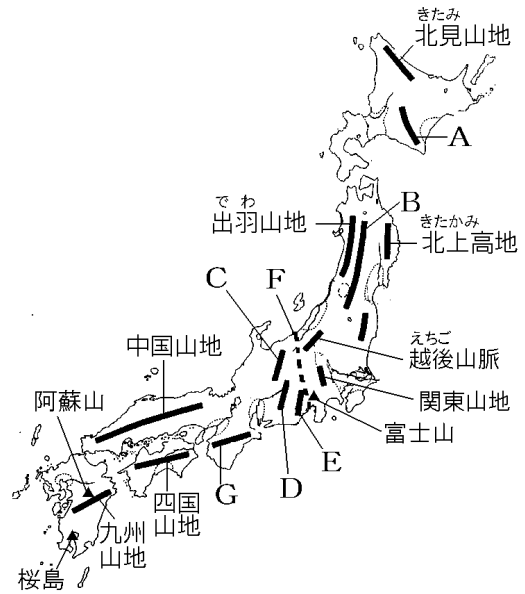 きたみ
北見山地
A
でわ
出羽山地
B
きたかみ
北上高地
C
F
えちご
越後山脈
中国山地
関東山地
阿蘇山
富士山
E
D
G
四国
山地
九州
山地
桜島